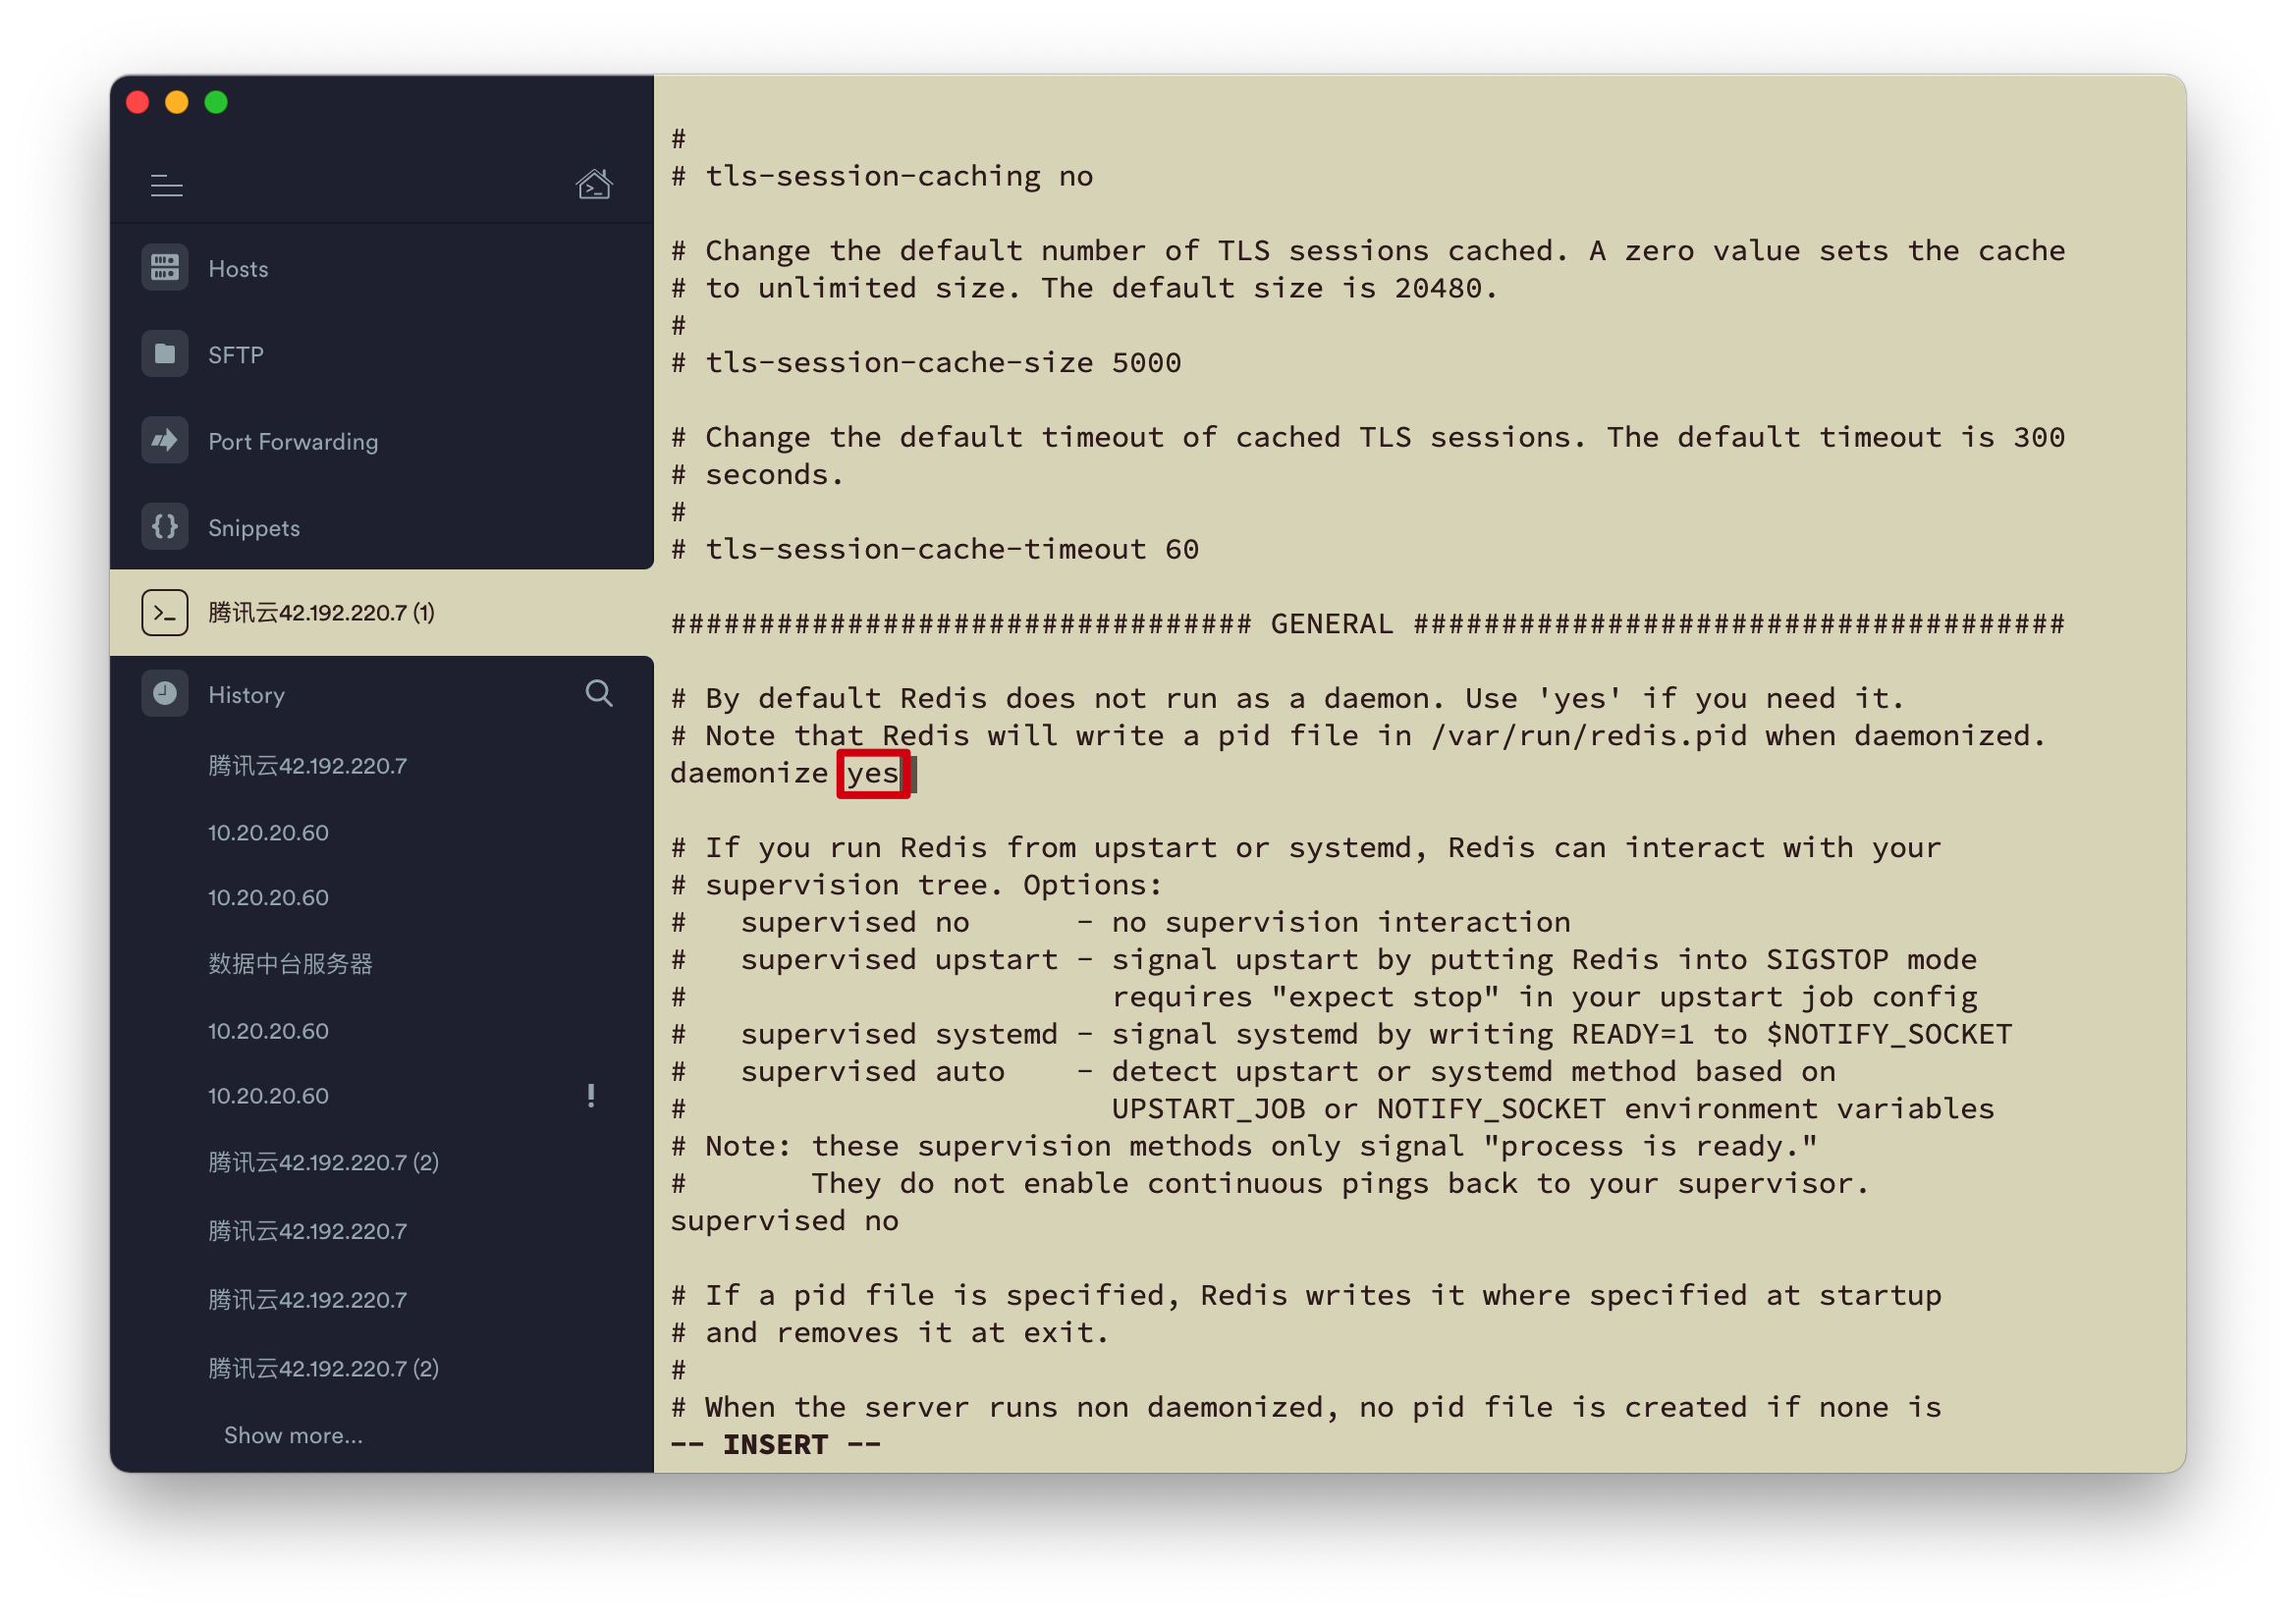 Hosts
SFTP
Port Forwarding
Snippets
腾讯云42.192.220.7 (1)
History
腾讯云42.192.220.7
10.20.20.60
10.20.20.60
数据中台服务器
10.20.20.60
10.20.20.60
腾讯云42.192.220.7 (2)
腾讯云42.192.220.7
腾讯云42.192.220.7
腾讯云42.192.220.7 (2)
Show more...
#
# tls-session-caching no
# Change the default number of TLS sessions cached. A zero value sets the cache
# to unlimited size. The default size is 20480.
#
# tls-session-cache-size 5000
# Change the default timeout of cached TLS sessions. The default timeout is 300
# seconds.
#
# tls-session-cache-timeout 60
################################# GENERAL #####################################
# By default Redis does not run as a daemon. Use 'yes' if you need it.
# Note that Redis will write a pid file in /var/run/redis.pid when daemonized.
daemonize yes
# If you run Redis from upstart or systemd, Redis can interact with your
# supervision tree. Options:
#   supervised no      - no supervision interaction
#   supervised upstart - signal upstart by putting Redis into SIGSTOP mode
#                        requires "expect stop" in your upstart job config
#   supervised systemd - signal systemd by writing READY=1 to $NOTIFY_SOCKET
#   supervised auto    - detect upstart or systemd method based on
#                        UPSTART_JOB or NOTIFY_SOCKET environment variables
# Note: these supervision methods only signal "process is ready."
#       They do not enable continuous pings back to your supervisor.
supervised no
# If a pid file is specified, Redis writes it where specified at startup
# and removes it at exit.
#
# When the server runs non daemonized, no pid file is created if none is
-- INSERT --